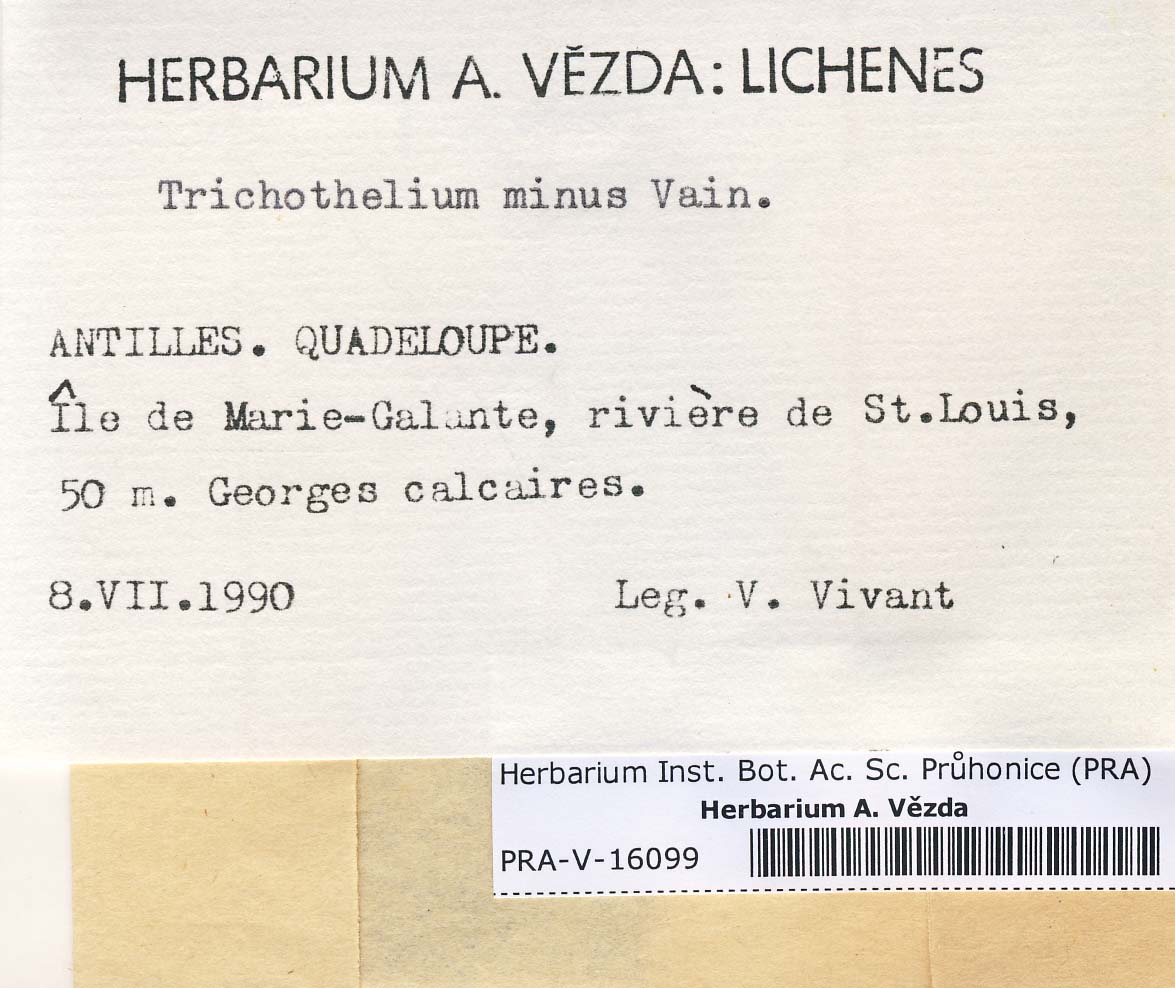 HERBARIUM A. VĚZDA: LICHENES
Trichothelium minus Vain.
ANTILLES. QUADELOUPE.
Île de Marie-Galante, rivière de St.Louis,
50 m. Georges calcaires.
8.VII.1990 Leg. V. Vivant
Herbarium Inst. Bot. Ac. Sc. Průhonice (PRA)
Herbarium A. Vězda
PRA-V-16099